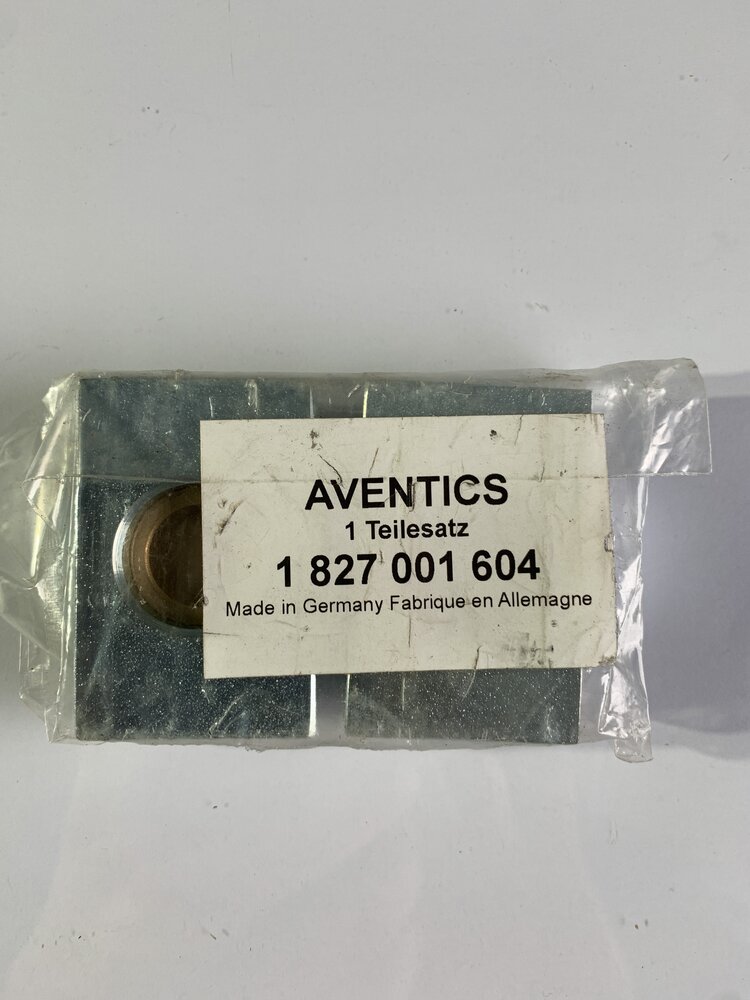 AVENTICS
1 Teilesatz
1 827 001 604
Made in Germany Fabrique en Allemagne